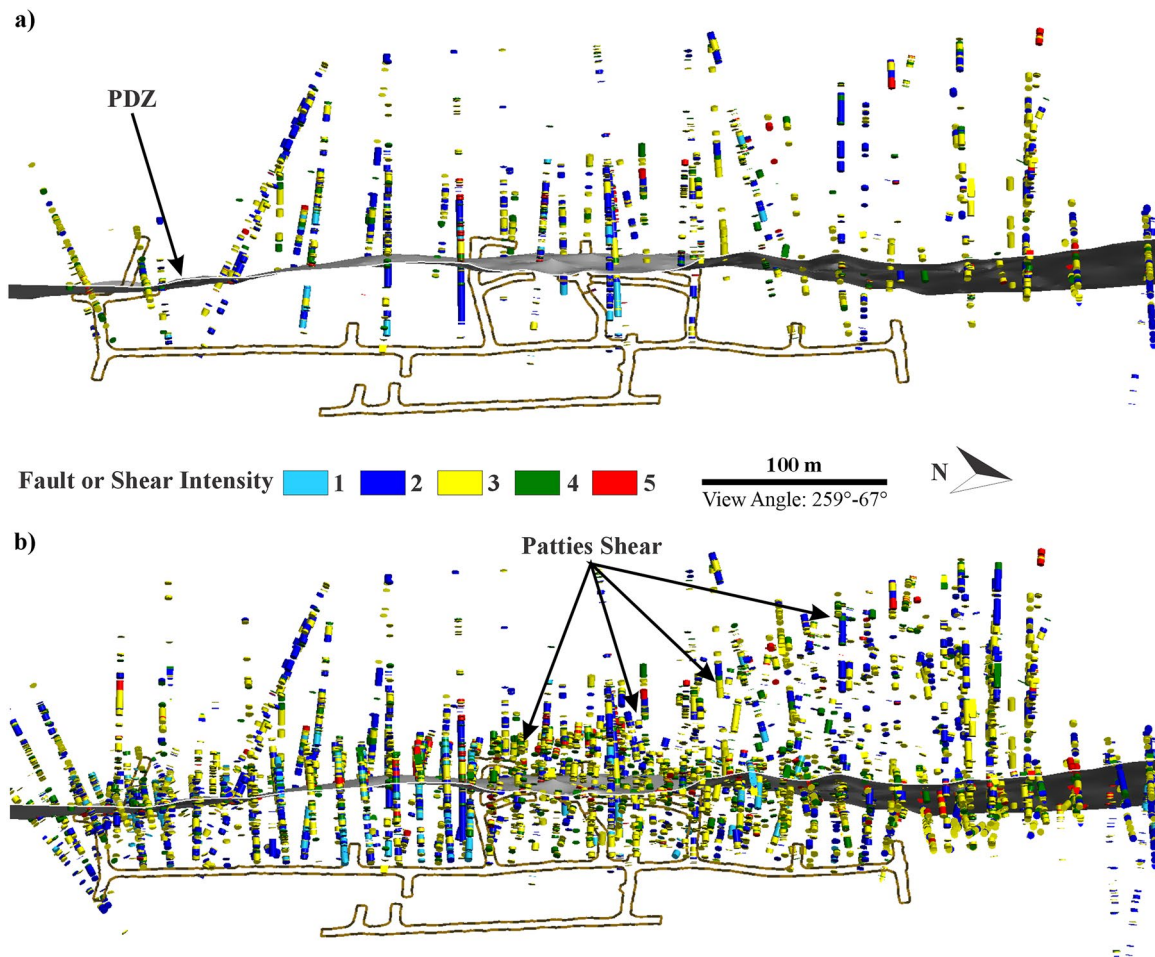 a)
PDZ
Fault or Shear Intensity 1 2 3 4 5
100 m
View Angle: 259°-67°
N
b)
Patties Shear